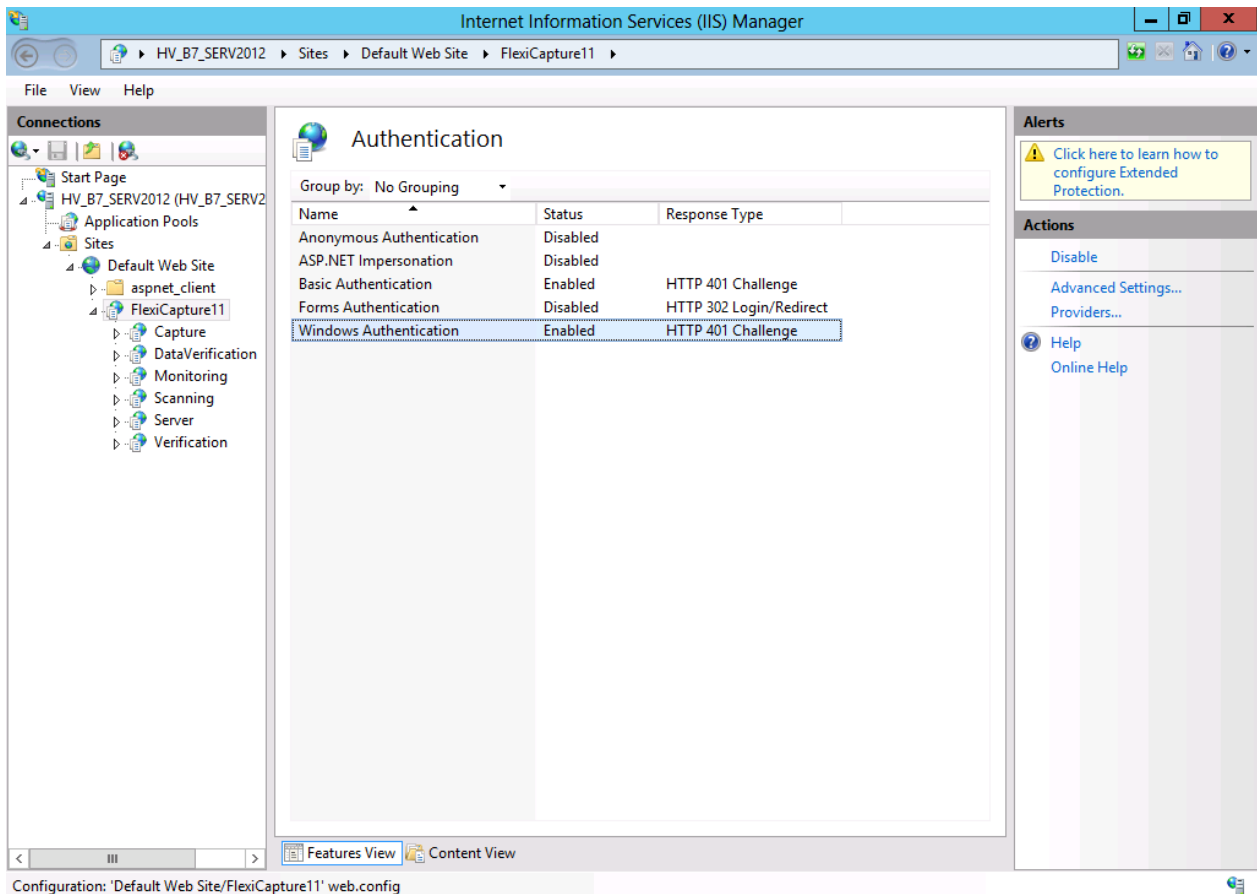 Internet Information Services (IIS) Manager
HV_B7_SERV2012 Sites Default Web Site FlexiCapture11
File View Help
Connections
Start Page
HV_B7_SERV2012 (HV_B7_SERV2
Application Pools
Sites
Default Web Site
aspnet_client
FlexiCapture11
Capture
DataVerification
Monitoring
Scanning
Server
Verification
Authentication
Group by: No Grouping
Name Status Response Type
Anonymous Authentication Disabled
ASP.NET Impersonation Disabled
Basic Authentication Enabled HTTP 401 Challenge
Forms Authentication Disabled HTTP 302 Login/Redirect
Windows Authentication Enabled HTTP 401 Challenge
Features View Content View
Alerts
Click here to learn how to
configure Extended
Protection.
Actions
Disable
Advanced Settings...
Providers...
Help
Online Help
Configuration: 'Default Web Site/FlexiCapture11' web.config